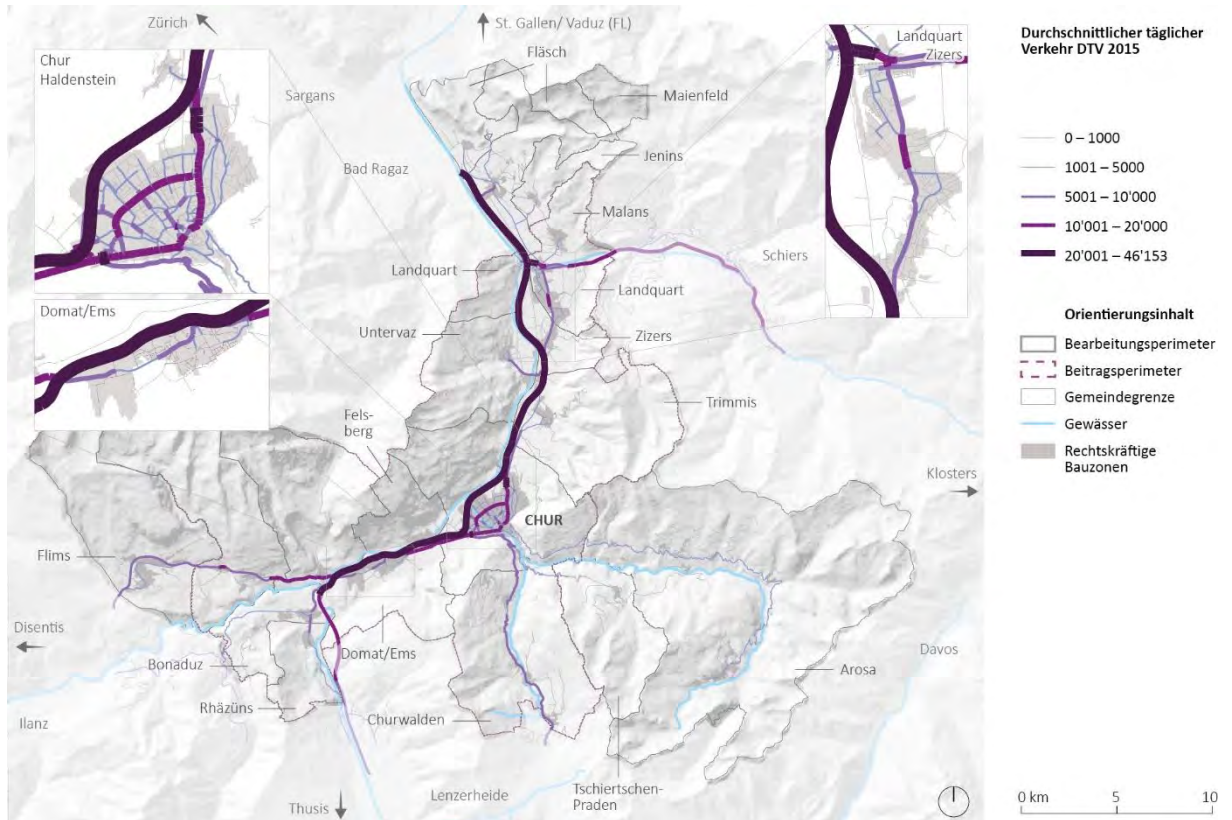 Zürich
St. Gallen/ Vaduz (FL)
Chur
Haldenstein
Domat/Ems
Landquart
Zizers
Fläsch
Sargans
Maienfeld
Jenins
Bad Ragaz
Malans
Schiers
Landquart
Landquart
Untervaz
Zizers
Trimmis
Fels-
berg
Klosters
CHUR
Flims
Disentis
Domat/Ems
Davos
Bonaduz
Arosa
Rhäzüns
Churwalden
Ilanz
Tschiertschen-
Praden
Thusis
Lenzerheide
Durchschnittlicher täglicher
Verkehr DTV 2015
0 – 1000
1001 – 5000
5001 – 10'000
10'001 – 20'000
20'001 – 46'153
Orientierungsinhalt
Bearbeitungsperimeter
Beitragsperimeter
Gemeindegrenze
Gewässer
Rechtskräftige
Bauzonen
0 km 5 10